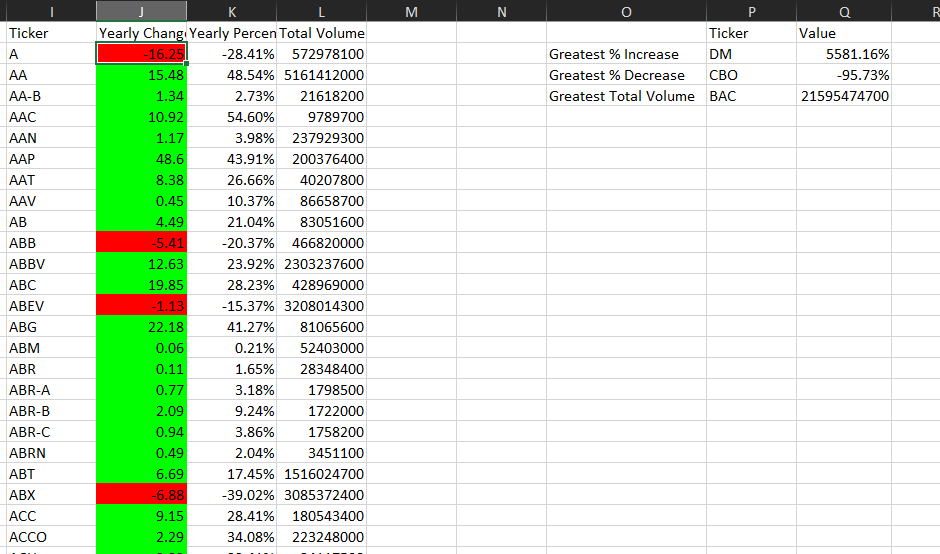 I J K L M N O P Q R
Ticker Yearly Chang Yearly Percen Total Volume Ticker Value
A -16.25 -28.41% 572978100 Greatest % Increase DM 5581.16%
AA 15.48 48.54% 5161412000 Greatest % Decrease CBO -95.73%
AA-B 1.34 2.73% 21618200 Greatest Total Volume BAC 21595474700
AAC 10.92 54.60% 9789700
AAN 1.17 3.98% 237929300
AAP 48.6 43.91% 200376400
AAT 8.38 26.66% 40207800
AAV 0.45 10.37% 86658700
AB 4.49 21.04% 83051600
ABB -5.41 -20.37% 466820000
ABBV 12.63 23.92% 2303237600
ABC 19.85 28.23% 428969000
ABEV -1.13 -15.37% 3208014300
ABG 22.18 41.27% 81065600
ABM 0.06 0.21% 52403000
ABR 0.11 1.65% 28348400
ABR-A 0.77 3.18% 1798500
ABR-B 2.09 9.24% 1722000
ABR-C 0.94 3.86% 1758200
ABRN 0.49 2.04% 3451100
ABT 6.69 17.45% 1516024700
ABX -6.88 -39.02% 3085372400
ACC 9.15 28.41% 180543400
ACCO 2.29 34.08% 223248000